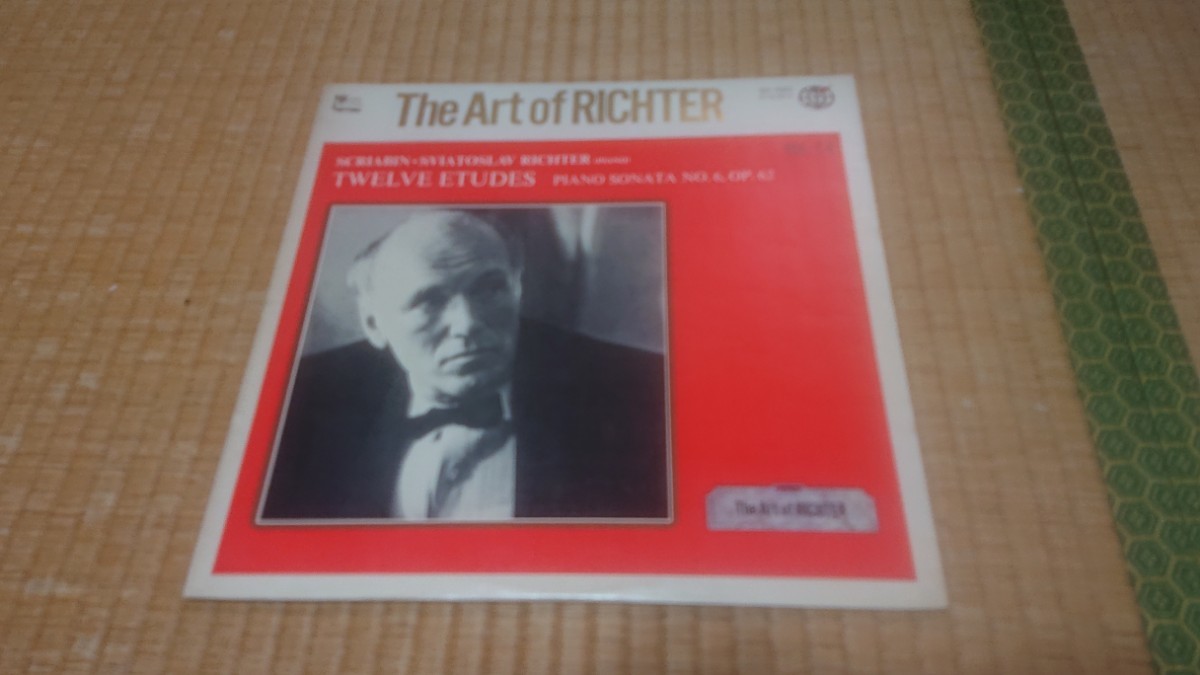 The Art of RICHTER
SCRIABIN • SVIATOSLAV RICHTER
TWELVE ETUDES PIANO SONATA NO. 6, OP. 62
The Art of RICHTER